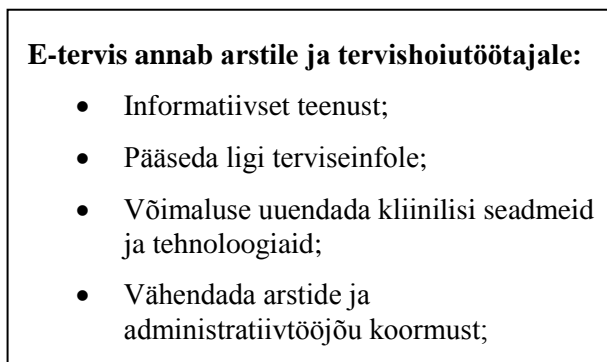 E-tervis annab arstile ja tervishoiutöötajale:
• Informatiivset teenust;
• Pääseda ligi terviseinfole;
• Võimaluse uuendada kliinilisi seadmeid
ja tehnoloogiaid;
• Vähendada arstide ja
administratiivtööjõu koormust;